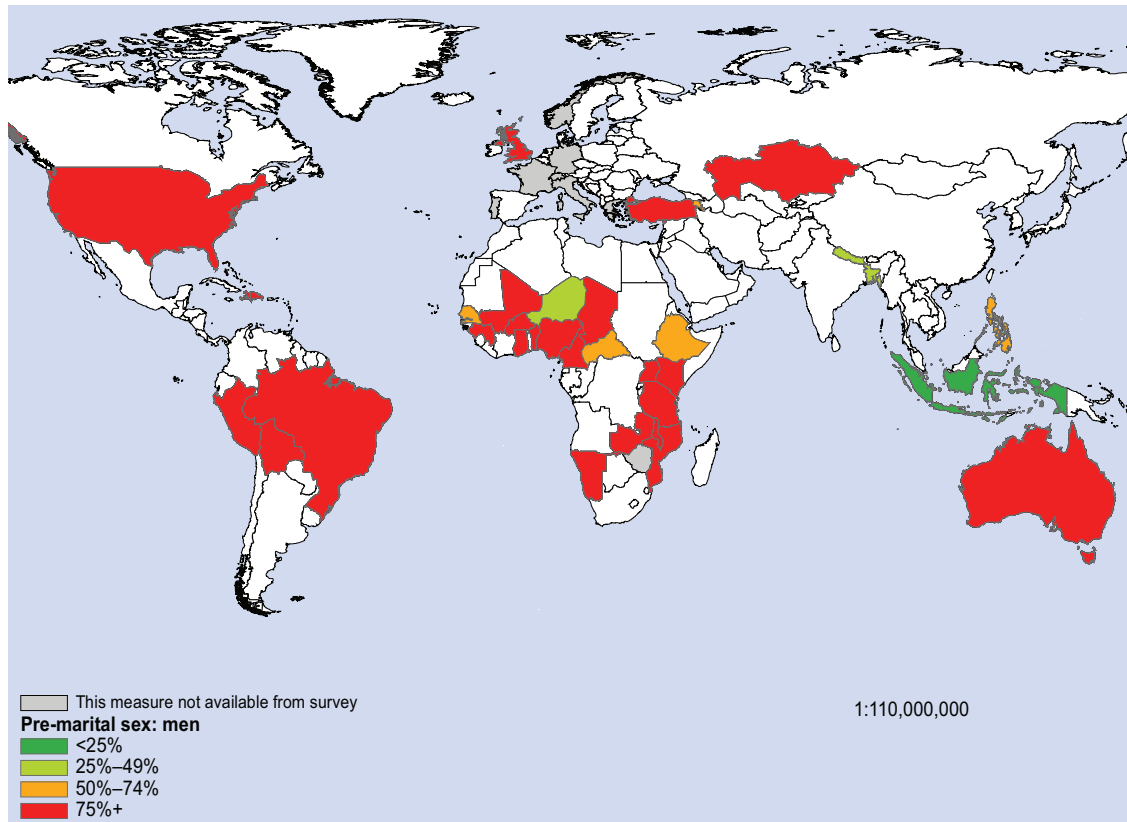 This measure not available from survey
Pre-marital sex: men
<25%
25%–49%
50%–74%
75%+
1:110,000,000